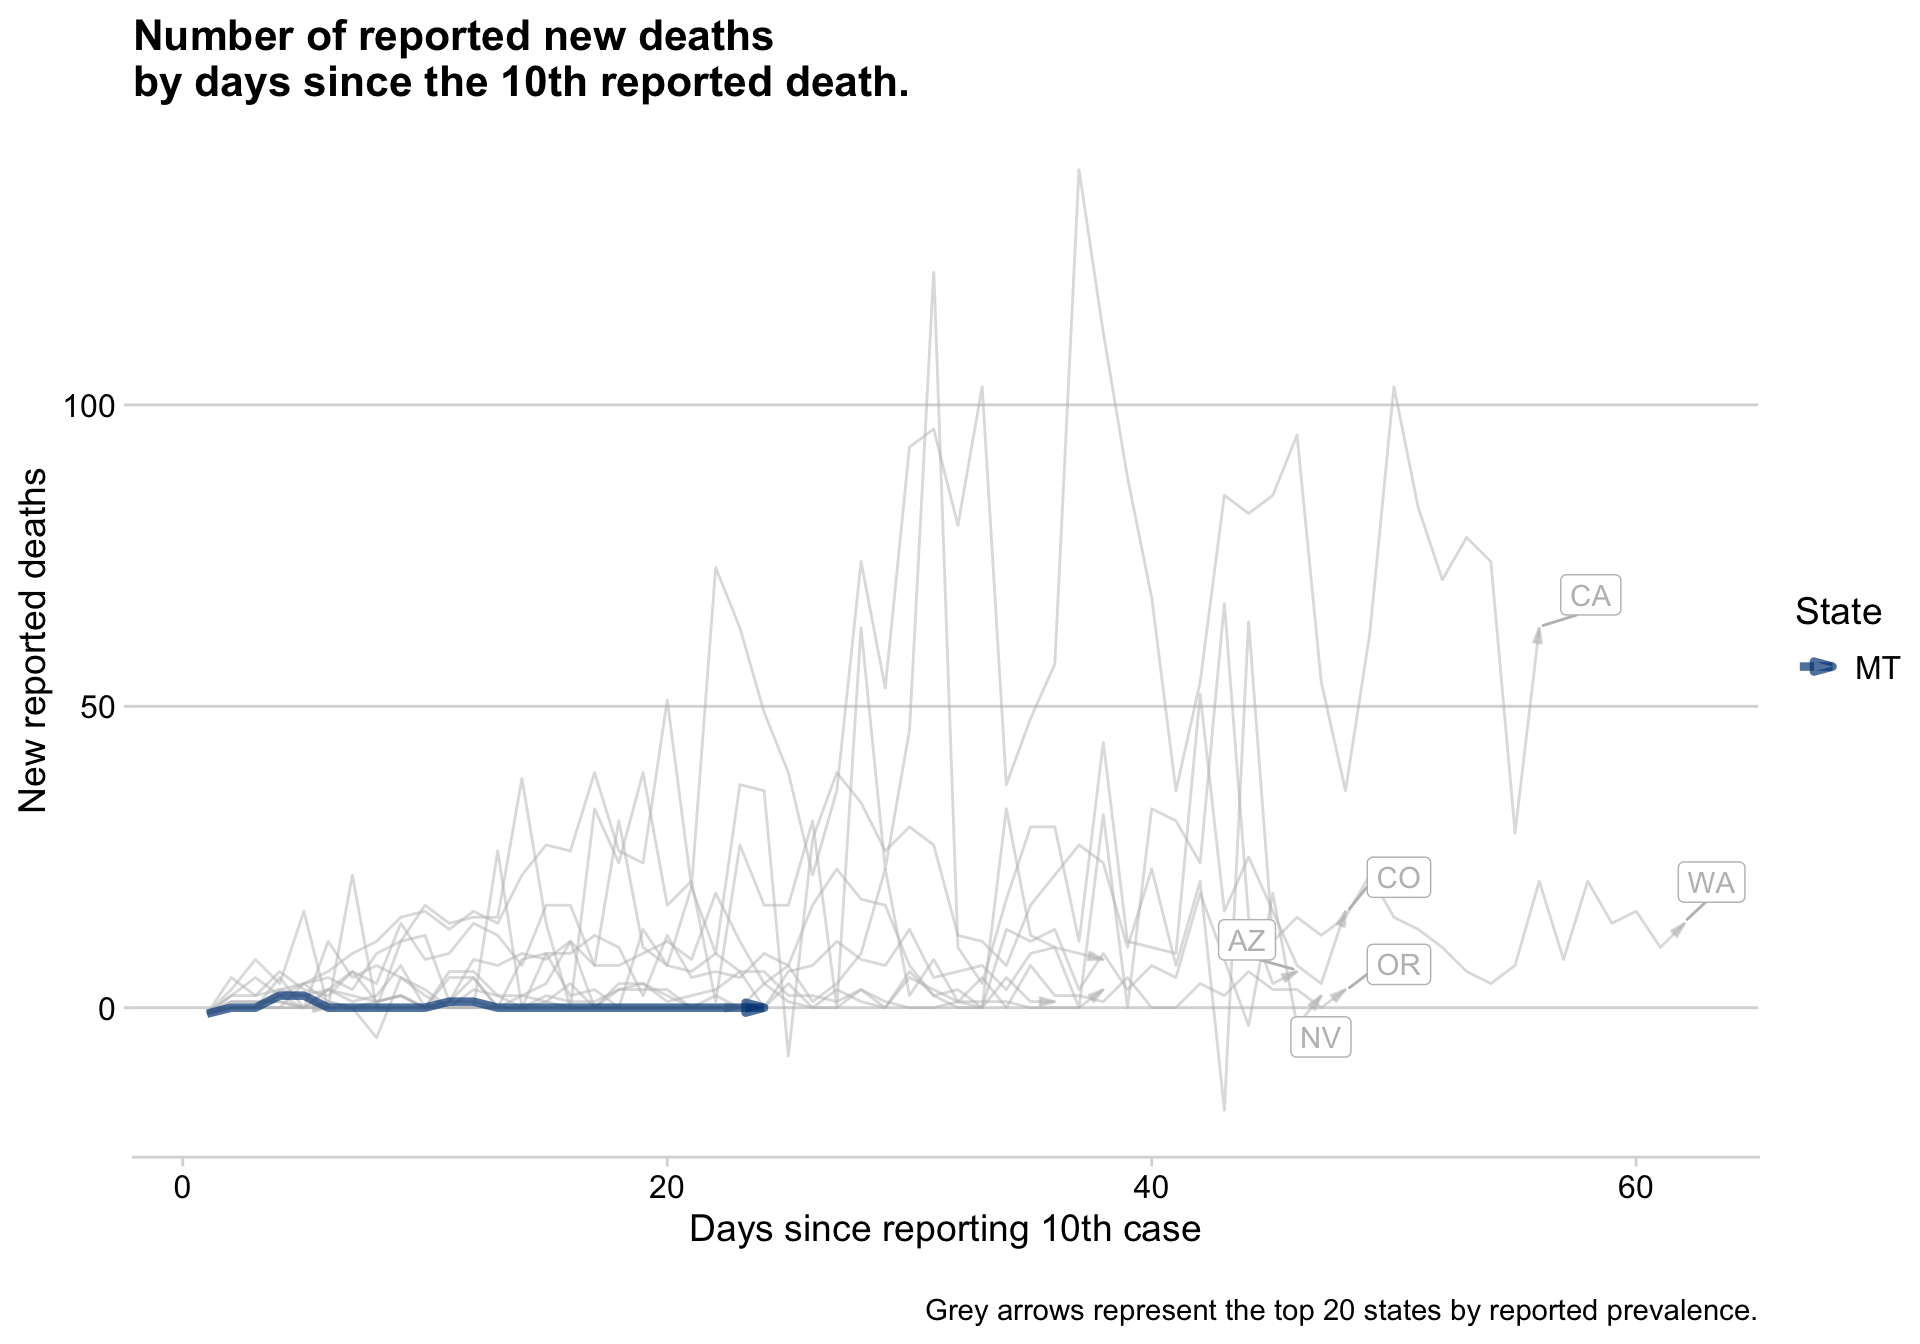 Number of reported new deaths
by days since the 10th reported death.
New reported deaths
100
50
0
CA
CO
WA
AZ
OR
NV
State
MT
0 20 40 60
Days since reporting 10th case
Grey arrows represent the top 20 states by reported prevalence.